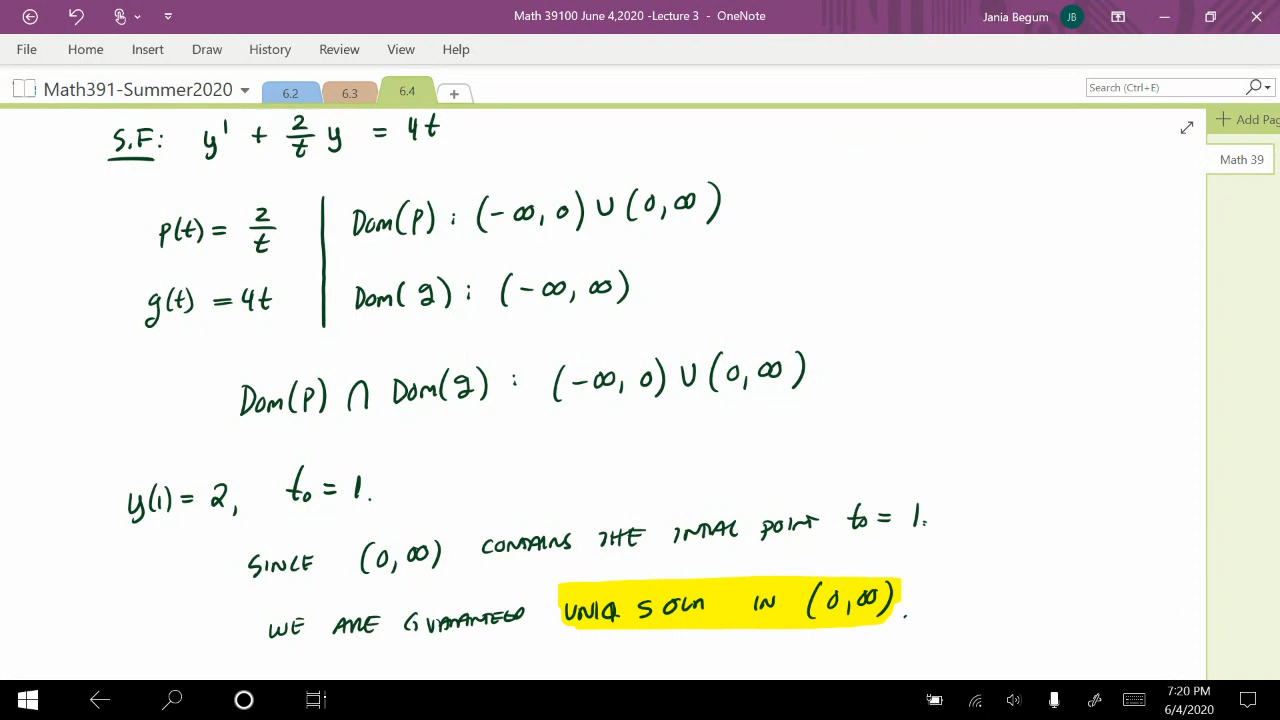 Math 39100 June 4,2020 -Lecture 3 - OneNote
Jania Begum JB
File Home Insert Draw History Review View Help
Math391-Summer2020 6.2 6.3 6.4
Search (Ctrl+E)
Add Pag
Math 39
S.F: y' + 2/t y = 4t
p(t) = 2/t | Dom(p) : (-∞, 0) ∪ (0, ∞)
g(t) = 4t | Dom(g) : (-∞, ∞)
Dom(p) ∩ Dom(g) : (-∞, 0) ∪ (0, ∞)
y(1) = 2, t₀ = 1.
SINCE (0, ∞) CONTAINS THE INTIAL POINT t₀ = 1.
WE ARE GUARANTEED UNIQ SOLN IN (0, ∞).
7:20 PM
6/4/2020